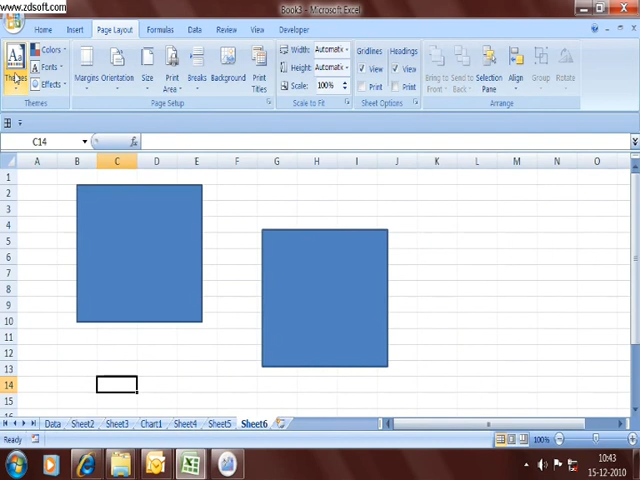 www.zdsoft.com
Book3 - Microsoft Excel
Home Insert Page Layout Formulas Data Review View Developer
Aa Themes
Colors
Fonts
Effects
Margins Orientation Size Print Area Breaks Background Print Titles
Width: Automatic
Height: Automatic
Scale: 100%
Gridlines Headings
View View
Print Print
Bring to Front Send to Back Selection Pane Align Group Rotate
Themes Page Setup Scale to Fit Sheet Options Arrange
C14 fx
A B C D E F G H I J K L M N O
1
2
3
4
5
6
7
8
9
10
11
12
13
14
15
16
Data Sheet2 Sheet3 Chart1 Sheet4 Sheet5 Sheet6
Ready 100%
10:43
15-12-2010